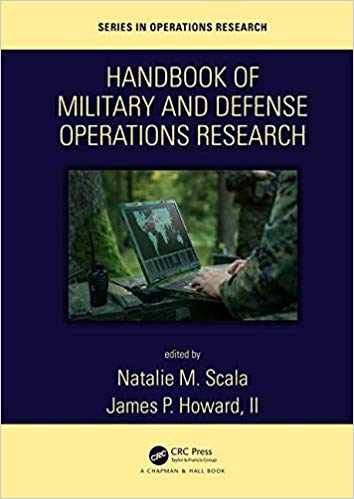 SERIES IN OPERATIONS RESEARCH
HANDBOOK OF
MILITARY AND DEFENSE
OPERATIONS RESEARCH
edited by
Natalie M. Scala
James P. Howard, II
CRC
CRC Press
Taylor & Francis Group
A CHAPMAN & HALL BOOK